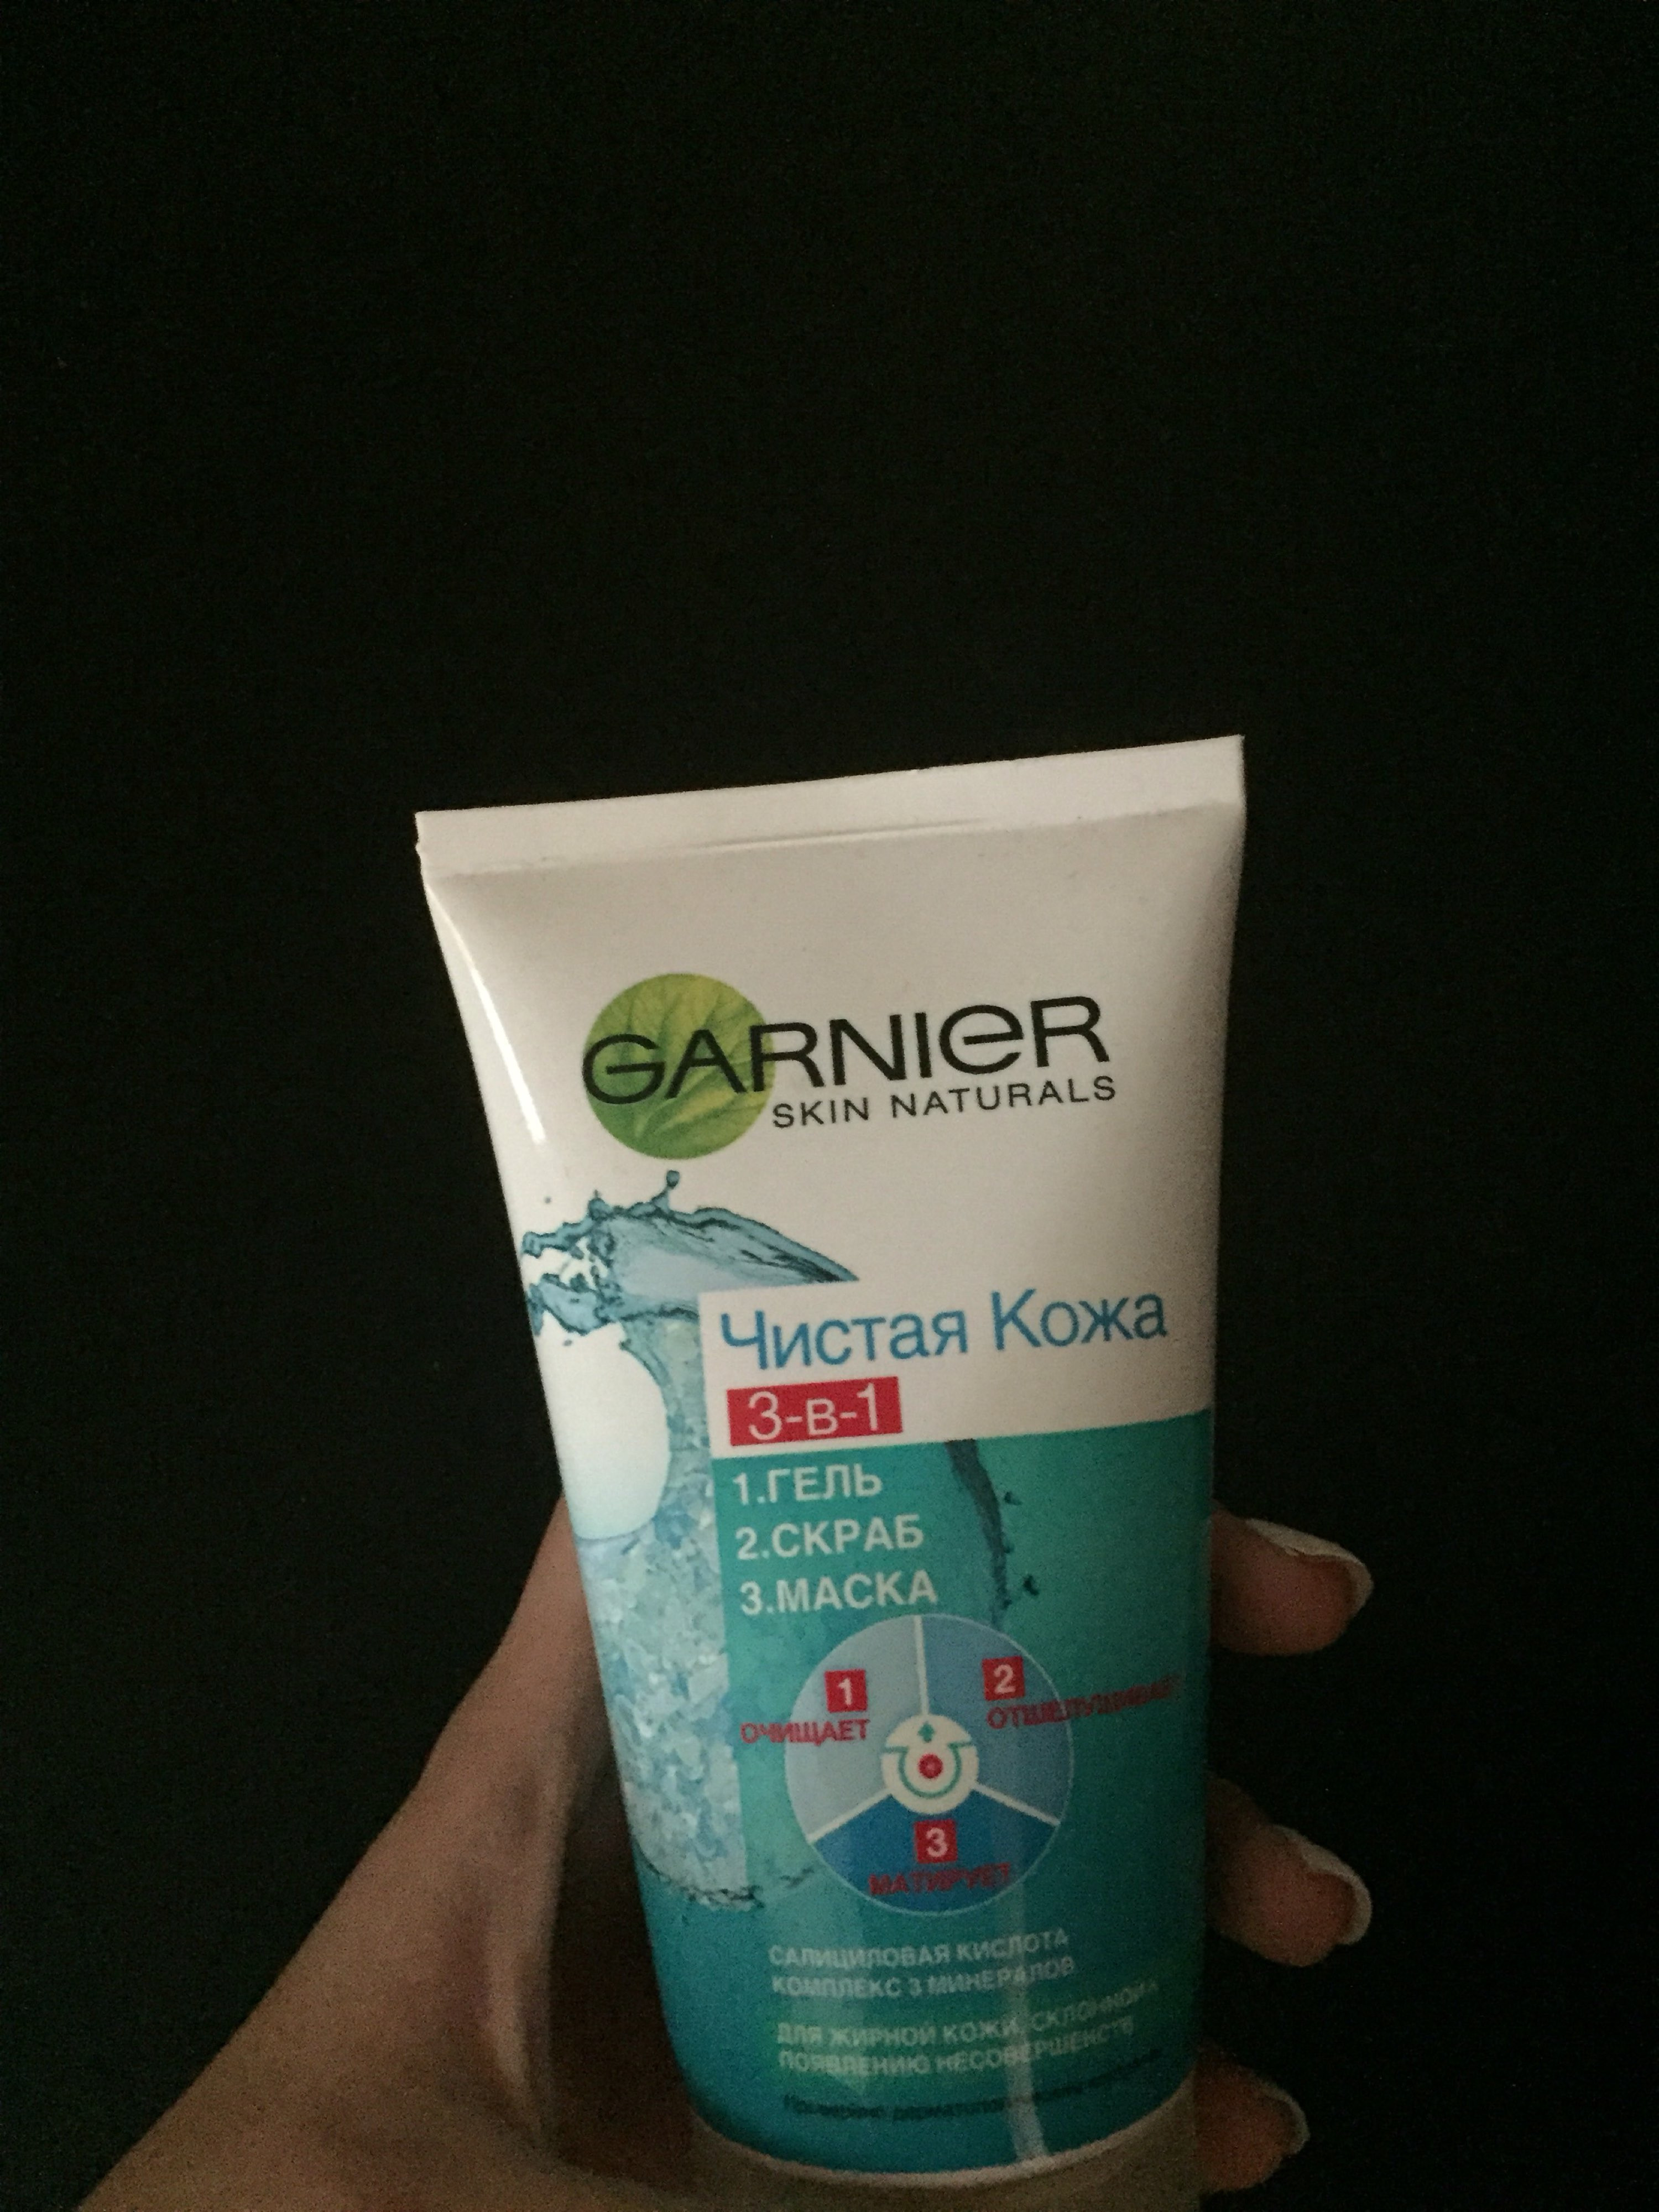 GARNIER
SKIN NATURALS
Чистая Кожа
3-в-1
1.ГЕЛЬ
2.СКРАБ
3.МАСКА
1
ОЧИЩАЕТ
2
ОТШЕЛУШИВАЕТ
3
МАТИРУЕТ
САЛИЦИЛОВАЯ КИСЛОТА
КОМПЛЕКС 3 МИНЕРАЛОВ
ДЛЯ ЖИРНОЙ КОЖИ, СКЛОННОЙ К
ПОЯВЛЕНИЮ НЕСОВЕРШЕНСТВ